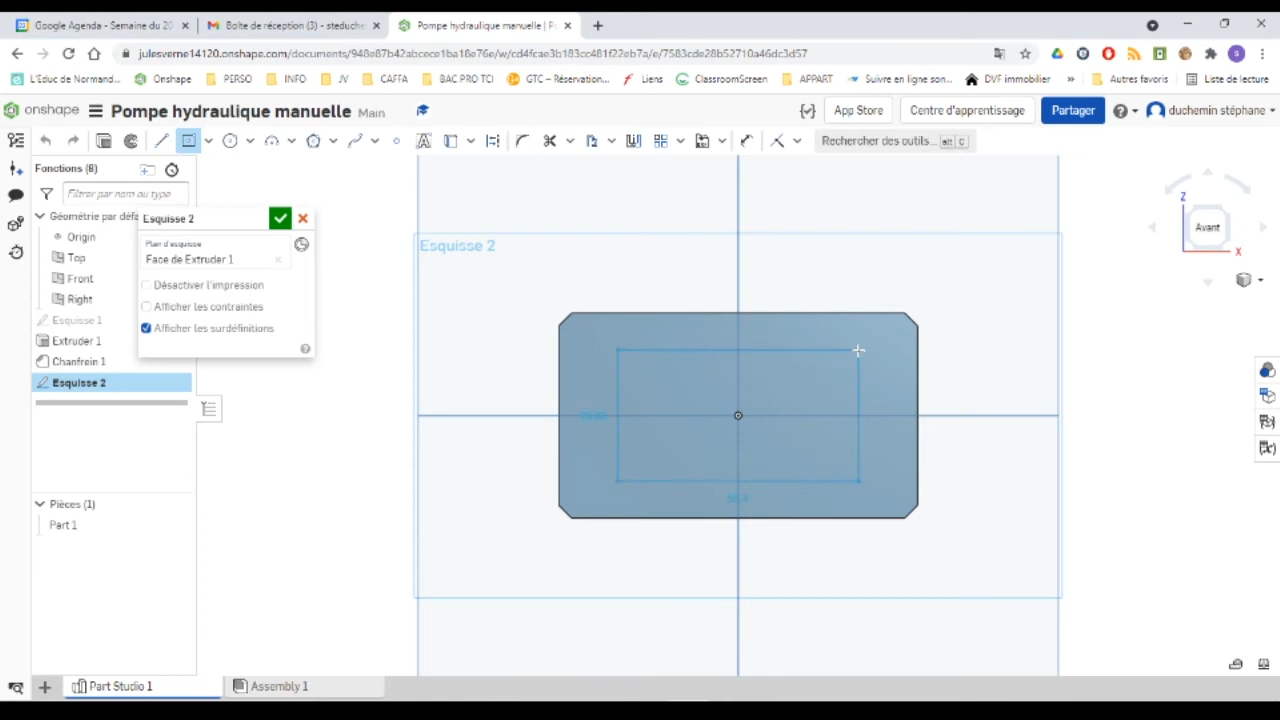 Google Agenda - Semaine du 20
Boîte de réception (3) - steduche
Pompe hydraulique manuelle | P
julesverne14120.onshape.com/documents/948e87b42abcece1ba18e76e/w/cd4fcae3b183cc481f22eb7a/e/7583cde28b52710a46dc3d57
L'Educ de Normand... Onshape PERSO INFO JV CAFFA BAC PRO TCI GTC – Réservation... Liens ClassroomScreen APPART Suivre en ligne son... DVF immobilier » Autres favoris Liste de lecture
onshape Pompe hydraulique manuelle Main App Store Centre d'apprentissage Partager duchemin stéphane
Rechercher des outils... alt C
Fonctions (8)
Filtrer par nom ou type
Géométrie par défa
Origin
Top
Front
Right
Esquisse 1
Extruder 1
Chanfrein 1
Esquisse 2
Esquisse 2
Plan d'esquisse
Face de Extruder 1
Désactiver l'impression
Afficher les contraintes
Afficher les surdéfinitions
Esquisse 2
Z
Avant
X
Pièces (1)
Part 1
Part Studio 1
Assembly 1